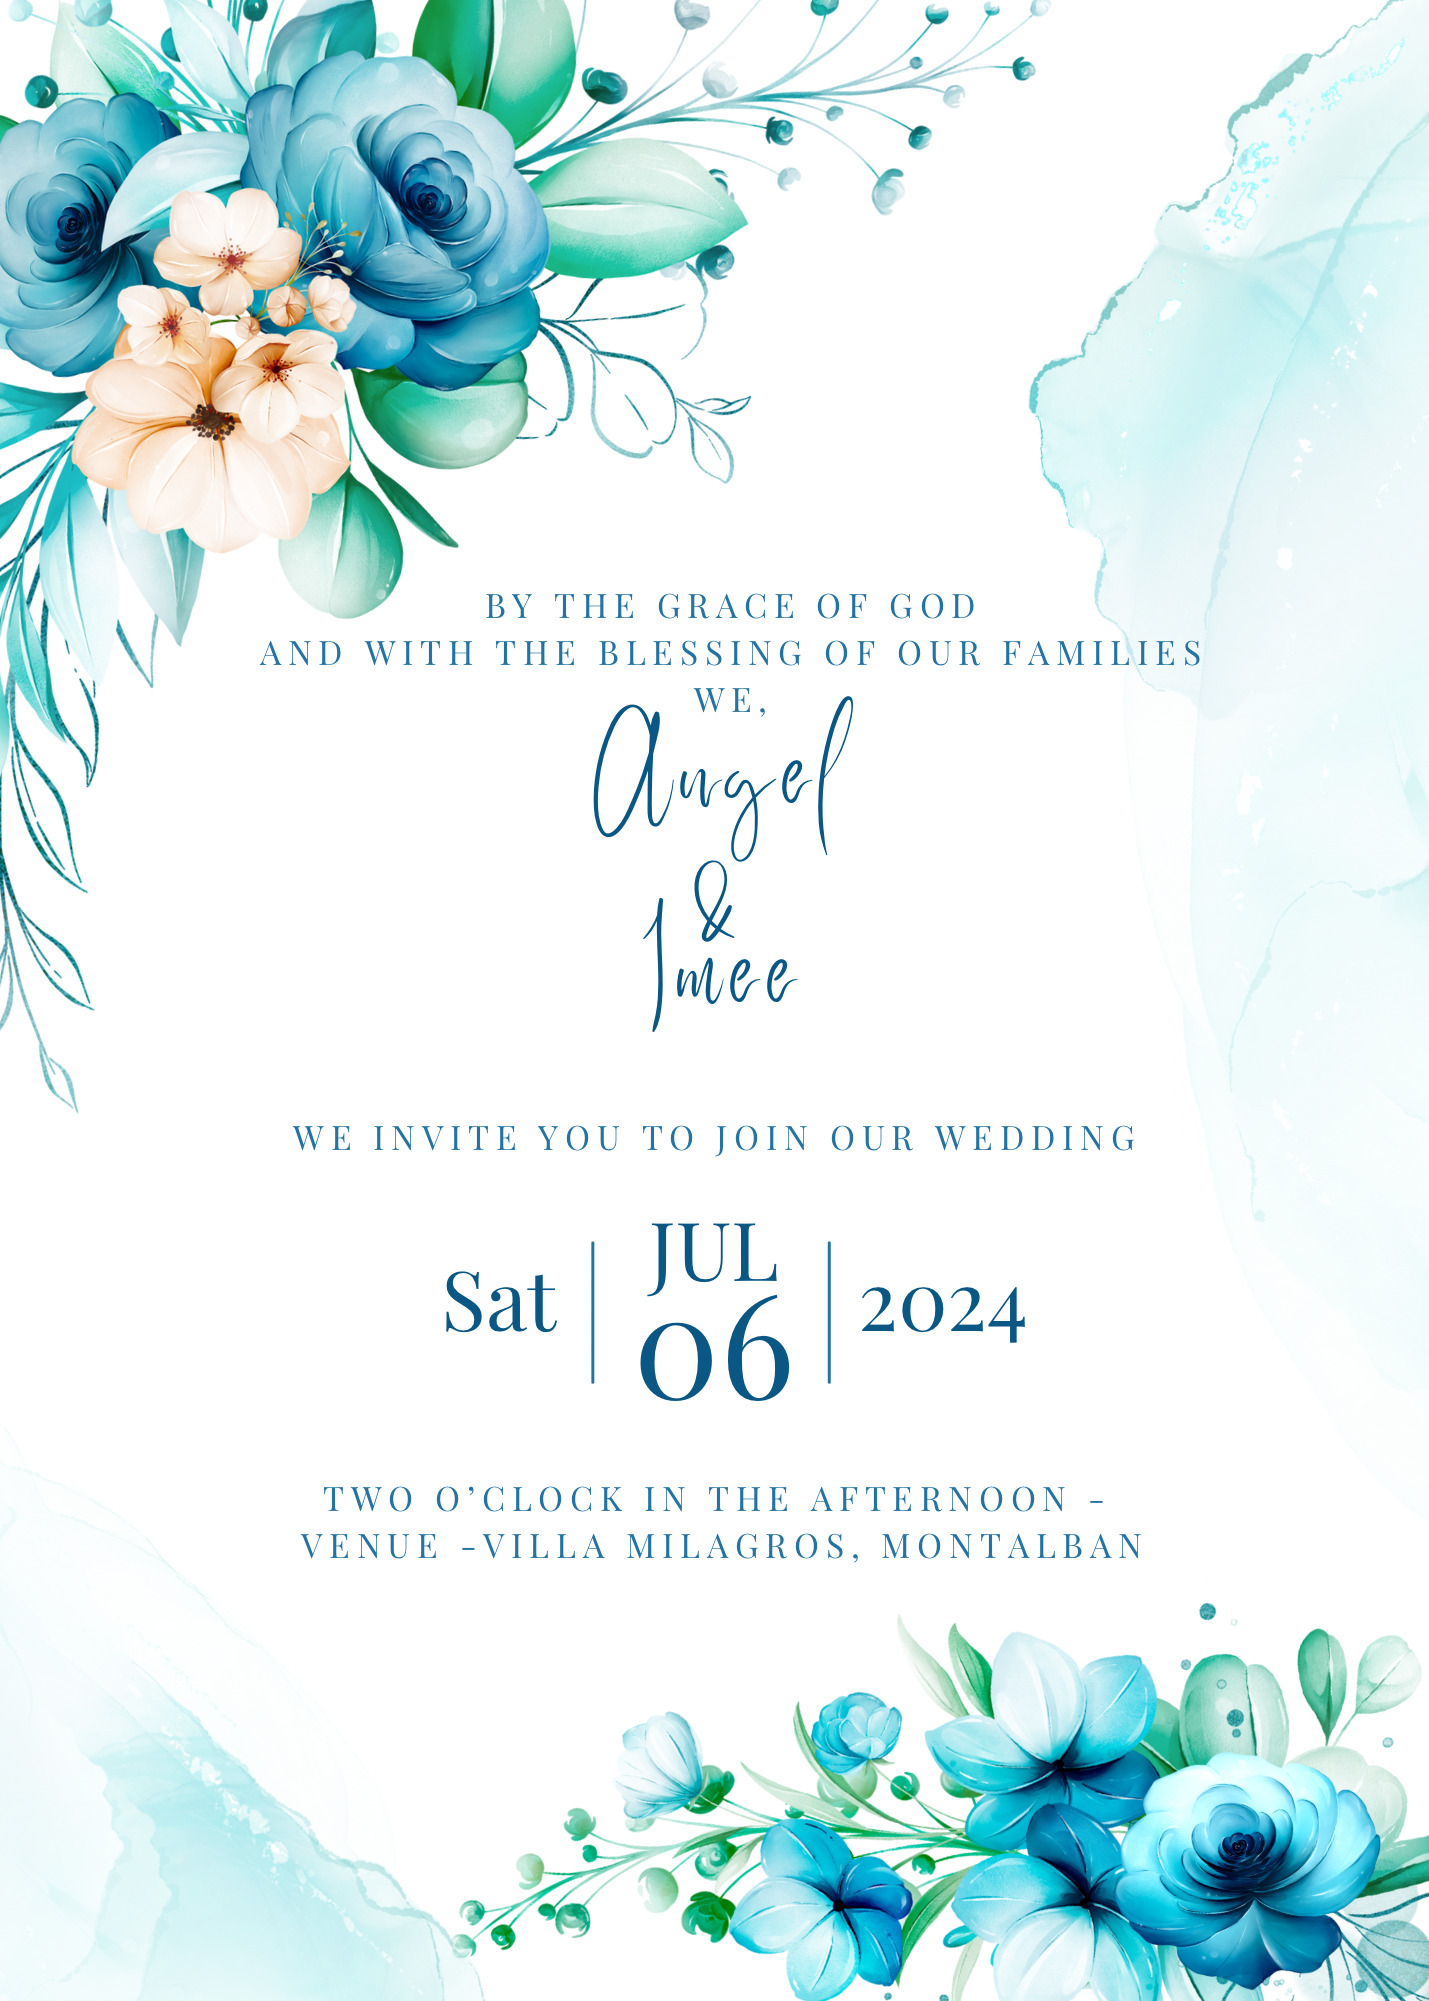 BY THE GRACE OF GOD
AND WITH THE BLESSING OF OUR FAMILIES
WE,
Angel
&
Imee
WE INVITE YOU TO JOIN OUR WEDDING
JUL
Sat 06 2024
TWO O’CLOCK IN THE AFTERNOON -
VENUE -VILLA MILAGROS, MONTALBAN